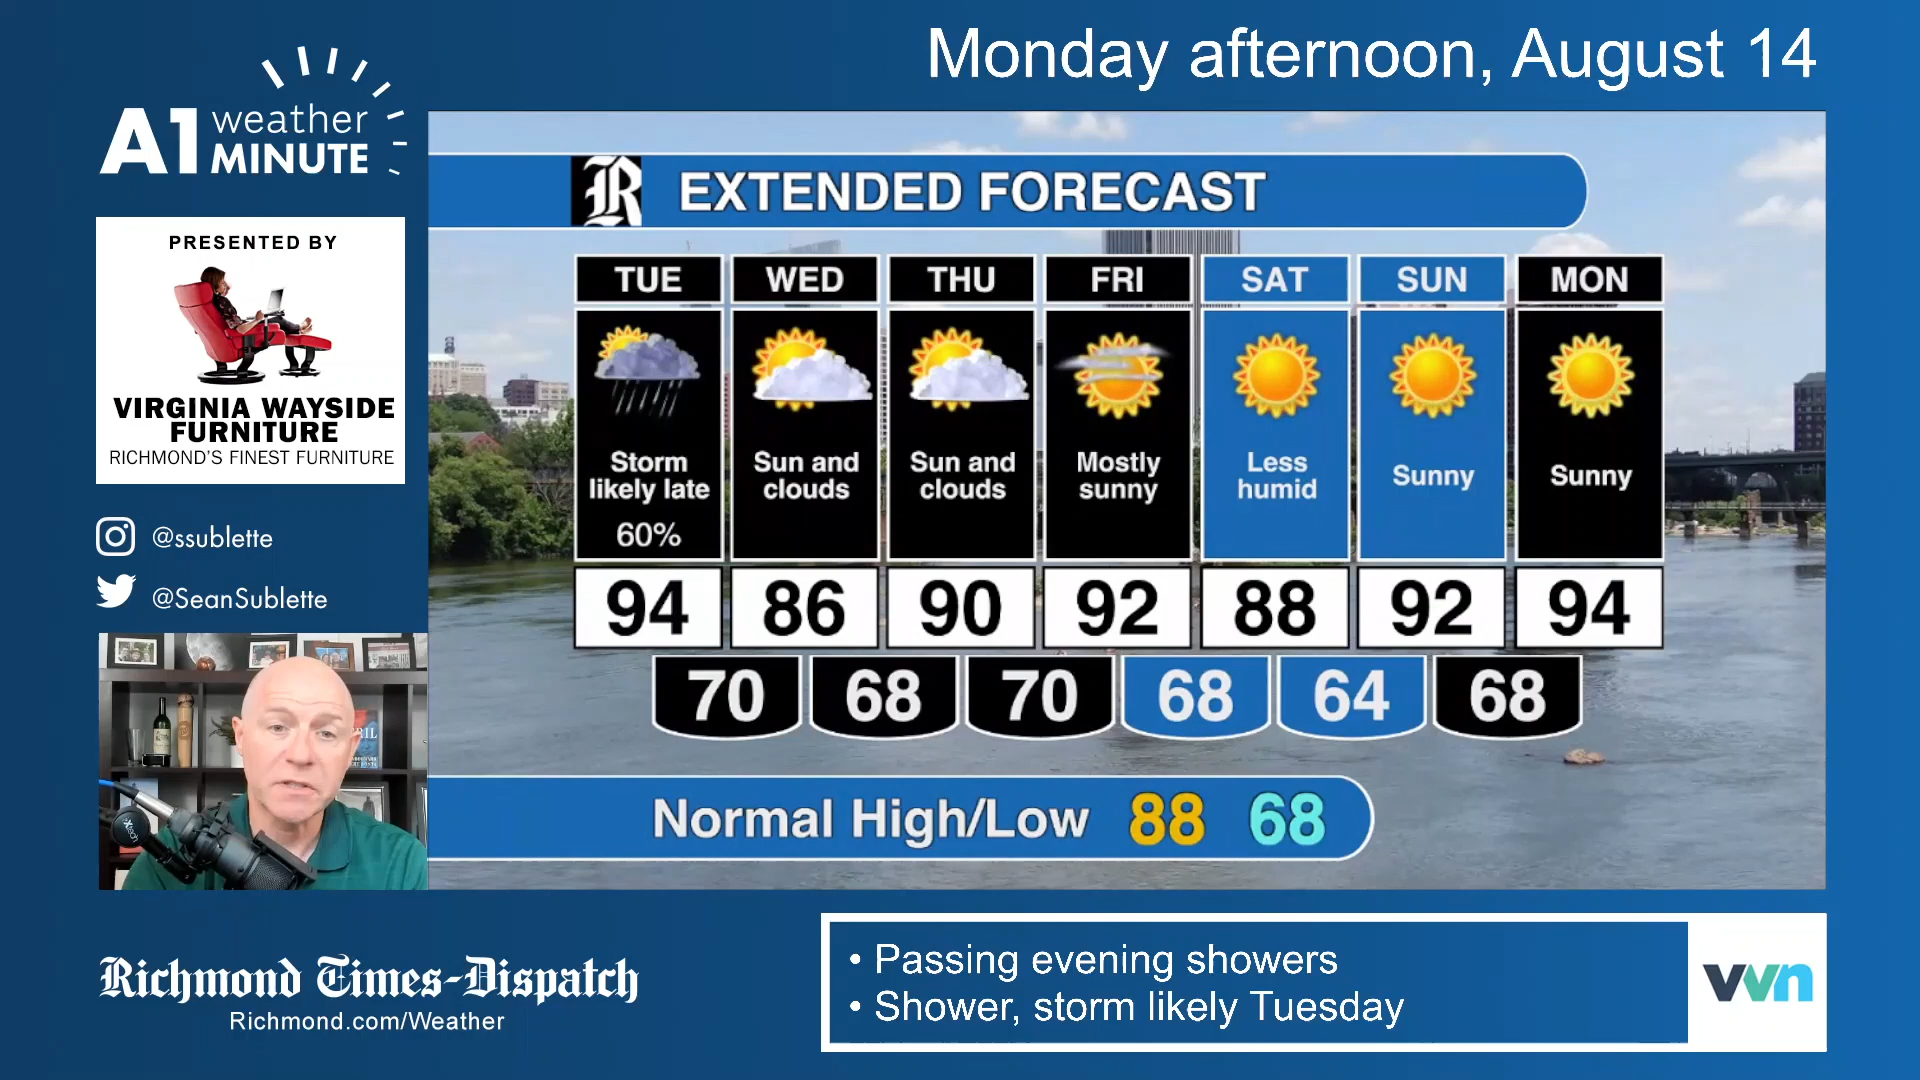 Monday afternoon, August 14
A1 weather
MINUTE
PRESENTED BY
VIRGINIA WAYSIDE
FURNITURE
RICHMOND'S FINEST FURNITURE
@ssublette
@SeanSublette
R EXTENDED FORECAST
TUE WED THU FRI SAT SUN MON
Storm likely late 60%
Sun and clouds
Sun and clouds
Mostly sunny
Less humid
Sunny
Sunny
94 86 90 92 88 92 94
70 68 70 68 64 68
Normal High/Low 88 68
Richmond Times-Dispatch
Richmond.com/Weather
• Passing evening showers
• Shower, storm likely Tuesday
vvn